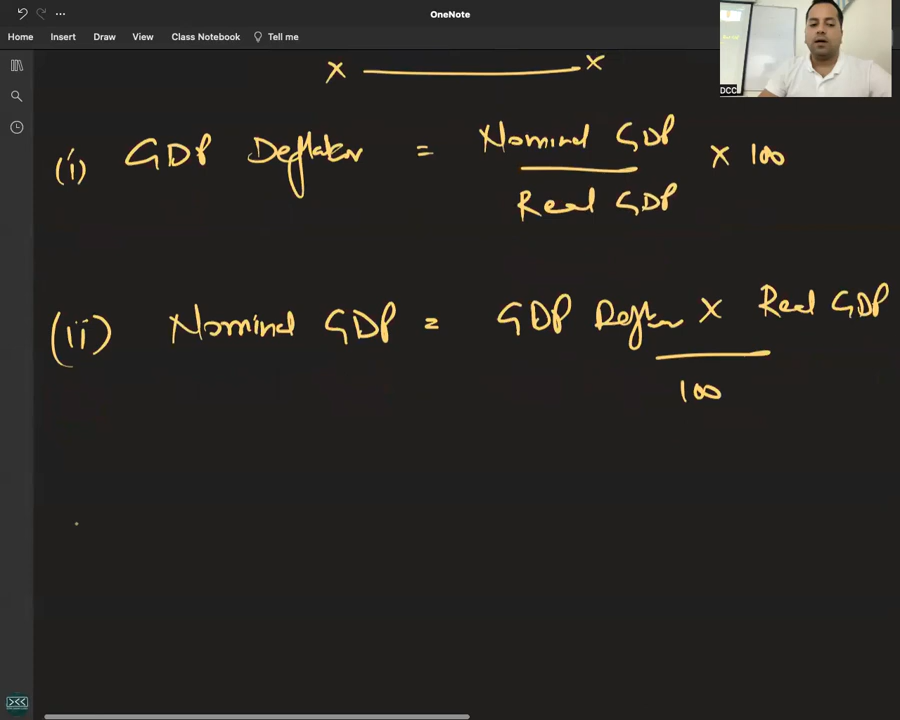 OneNote
Home Insert Draw View Class Notebook Tell me
DCC
x ——— x
(i) GDP Deflator = Nominal GDP / Real GDP x 100
(ii) Nominal GDP = GDP Deflator X Real GDP / 100